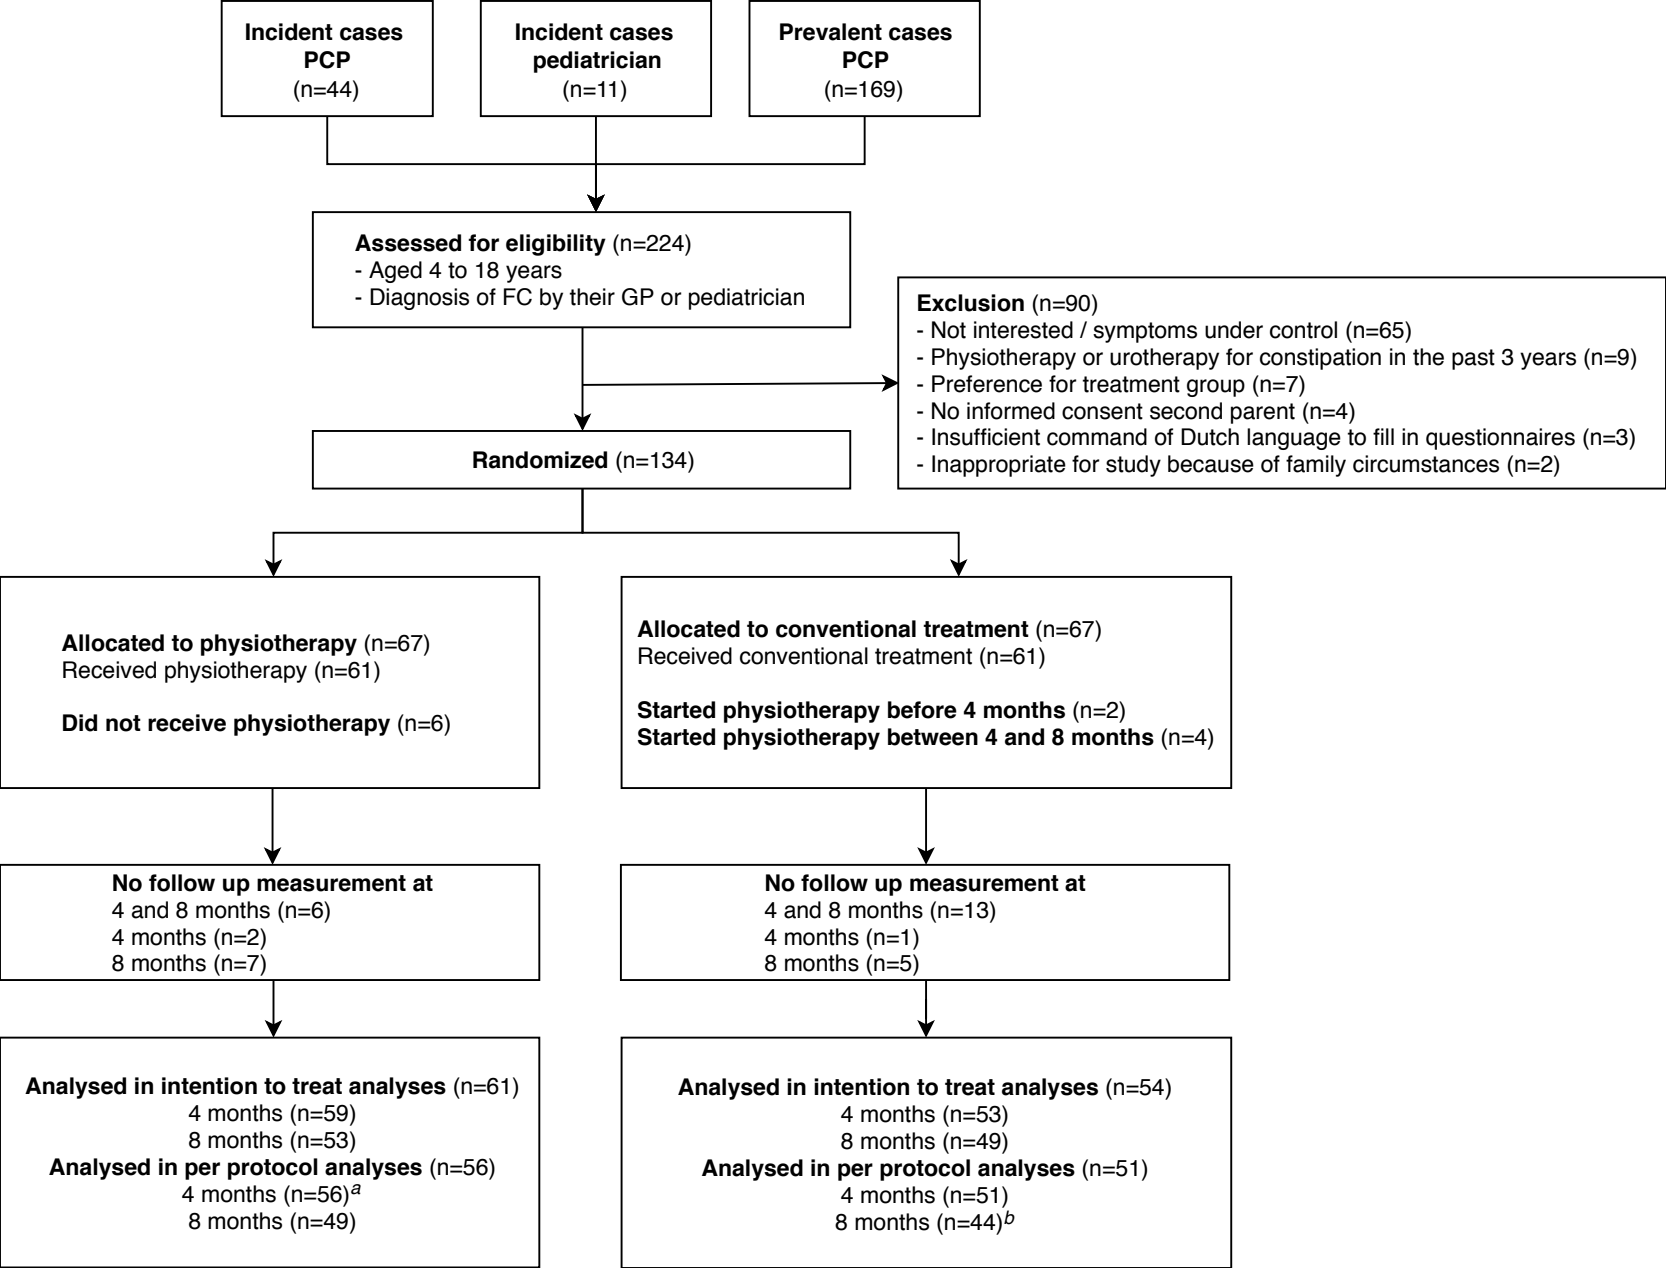 Incident cases
PCP
(n=44)
Incident cases
pediatrician
(n=11)
Prevalent cases
PCP
(n=169)
Assessed for eligibility (n=224)
- Aged 4 to 18 years
- Diagnosis of FC by their GP or pediatrician
Exclusion (n=90)
- Not interested / symptoms under control (n=65)
- Physiotherapy or urotherapy for constipation in the past 3 years (n=9)
- Preference for treatment group (n=7)
- No informed consent second parent (n=4)
- Insufficient command of Dutch language to fill in questionnaires (n=3)
- Inappropriate for study because of family circumstances (n=2)
Randomized (n=134)
Allocated to physiotherapy (n=67)
Received physiotherapy (n=61)
Did not receive physiotherapy (n=6)
Allocated to conventional treatment (n=67)
Received conventional treatment (n=61)
Started physiotherapy before 4 months (n=2)
Started physiotherapy between 4 and 8 months (n=4)
No follow up measurement at
4 and 8 months (n=6)
4 months (n=2)
8 months (n=7)
No follow up measurement at
4 and 8 months (n=13)
4 months (n=1)
8 months (n=5)
Analysed in intention to treat analyses (n=61)
4 months (n=59)
8 months (n=53)
Analysed in per protocol analyses (n=56)
4 months (n=56)a
8 months (n=49)
Analysed in intention to treat analyses (n=54)
4 months (n=53)
8 months (n=49)
Analysed in per protocol analyses (n=51)
4 months (n=51)
8 months (n=44)b